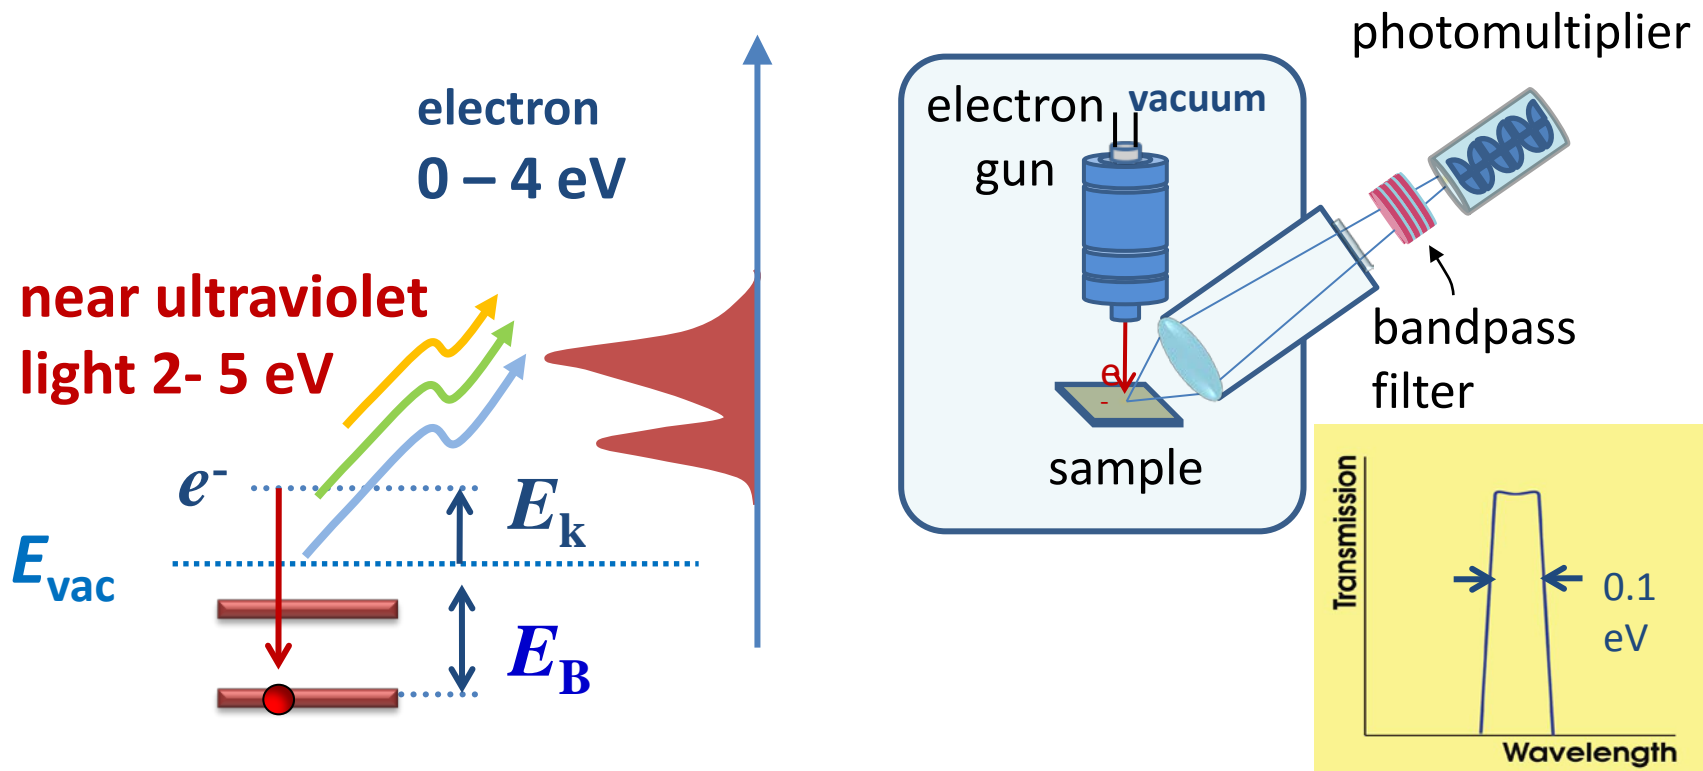 electron
0 – 4 eV
near ultraviolet
light 2- 5 eV
e-
Ek
Evac
EB
photomultiplier
electron
vacuum
gun
e
-
sample
bandpass
filter
Transmission
0.1
eV
Wavelength